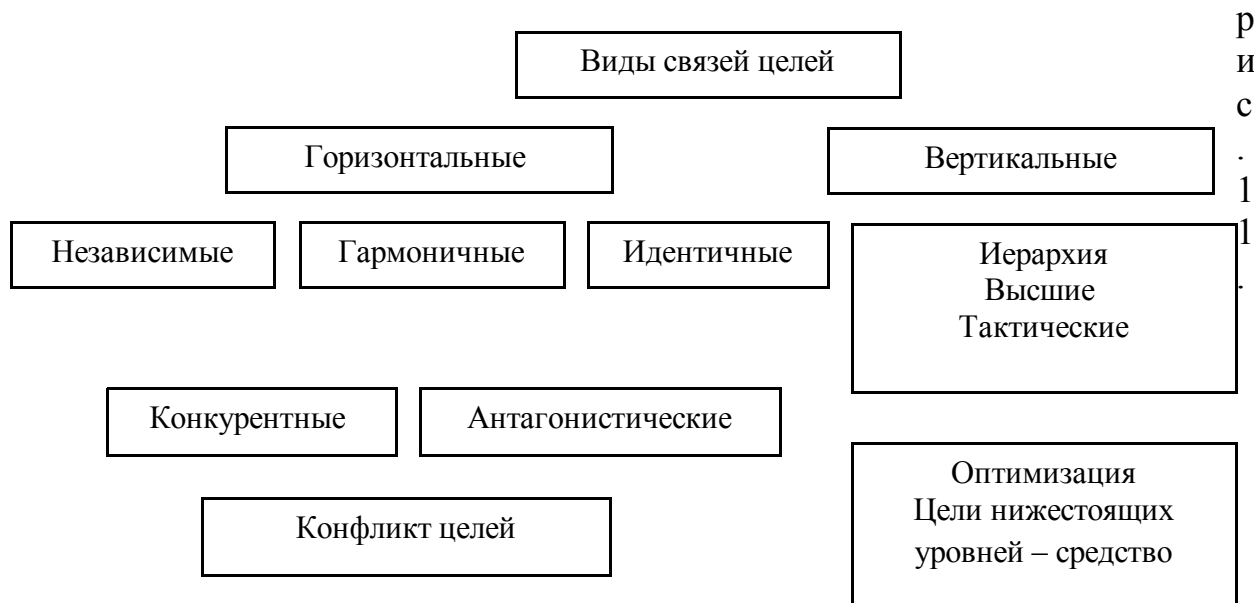 Виды связей целей
Горизонтальные
Вертикальные
Независимые
Гармоничные
Идентичные
Иерархия
Высшие
Тактические
Конкурентные
Антагонистические
Конфликт целей
Оптимизация
Цели нижестоящих
уровней – средство
р
и
с
.
1
1
.